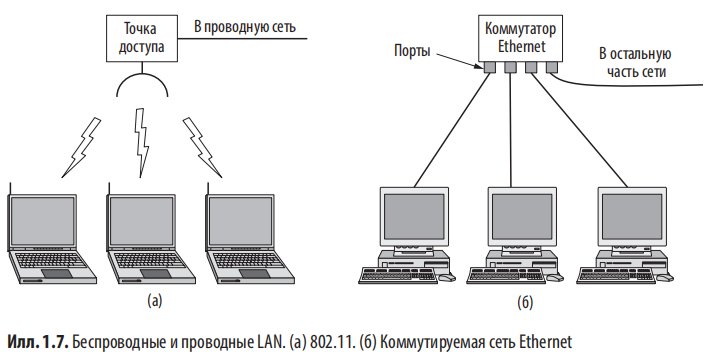 Точка
доступа
В проводную сеть
(а)
Коммутатор
Ethernet
Порты
В остальную
часть сети
(б)
Илл. 1.7. Беспроводные и проводные LAN. (а) 802.11. (б) Коммутируемая сеть Ethernet